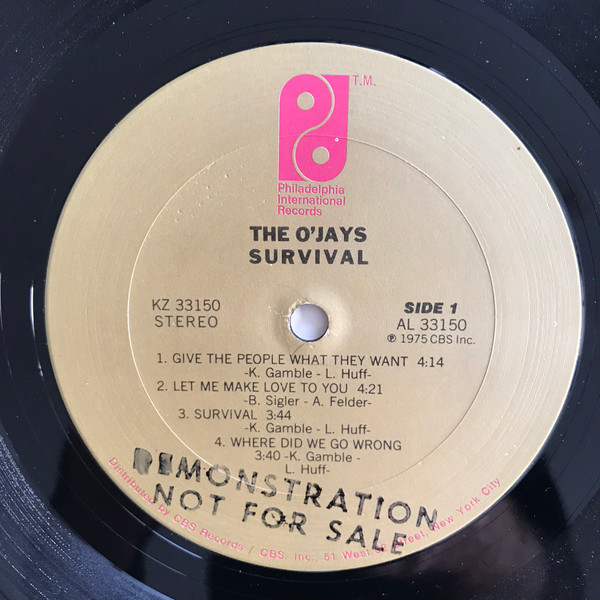 T.M.
Philadelphia
International
Records
THE O'JAYS
SURVIVAL
KZ 33150
STEREO
SIDE 1
AL 33150
℗ 1975 CBS Inc.
1. GIVE THE PEOPLE WHAT THEY WANT 4:14
-K. Gamble - L. Huff-
2. LET ME MAKE LOVE TO YOU 4:21
-B. Sigler - A. Felder-
3. SURVIVAL 3:44
-K. Gamble - L. Huff-
4. WHERE DID WE GO WRONG
3:40 -K. Gamble -
L. Huff-
DEMONSTRATION
NOT FOR SALE
Distributed by CBS Records / CBS, Inc., 51 West Street, New York City